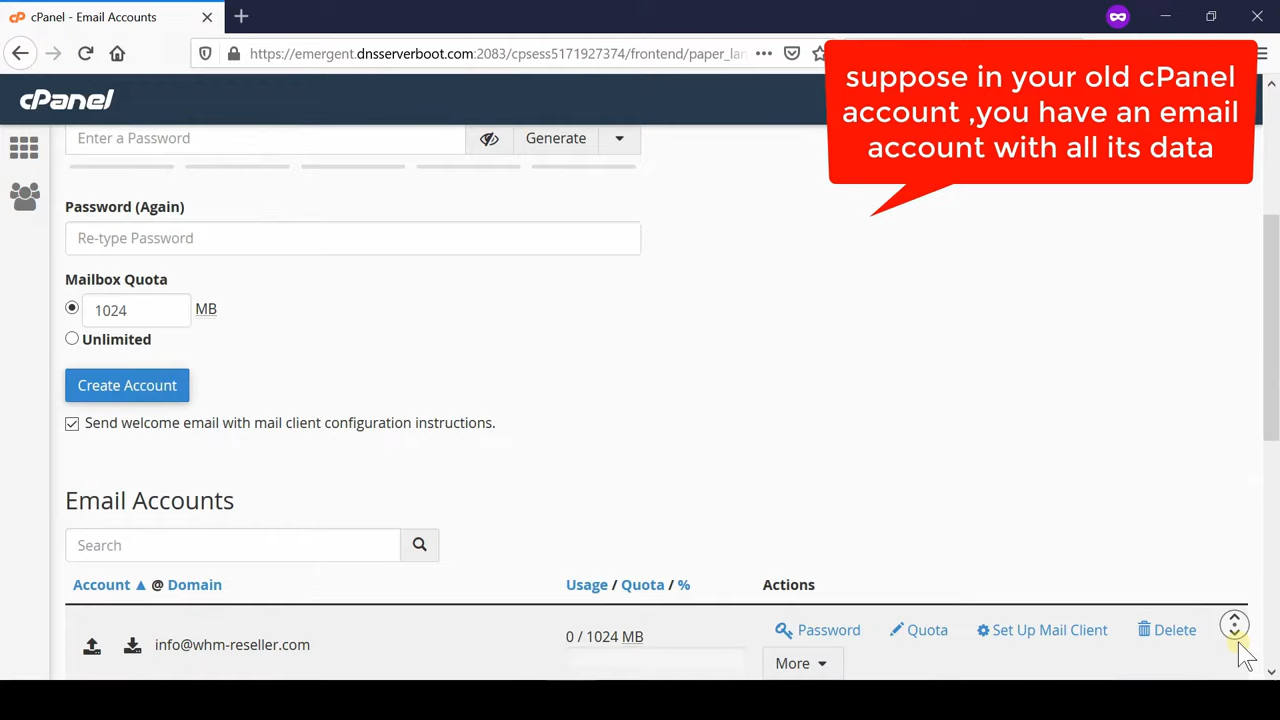 cPanel - Email Accounts
https://emergent.dnsserverboot.com:2083/cpsess5171927374/frontend/paper_lan
suppose in your old cPanel
account ,you have an email
account with all its data
cPanel
Enter a Password
Generate
Password (Again)
Re-type Password
Mailbox Quota
1024 MB
Unlimited
Create Account
Send welcome email with mail client configuration instructions.
Email Accounts
Search
Account ▲ @ Domain Usage / Quota / % Actions
info@whm-reseller.com 0 / 1024 MB Password Quota Set Up Mail Client Delete
More